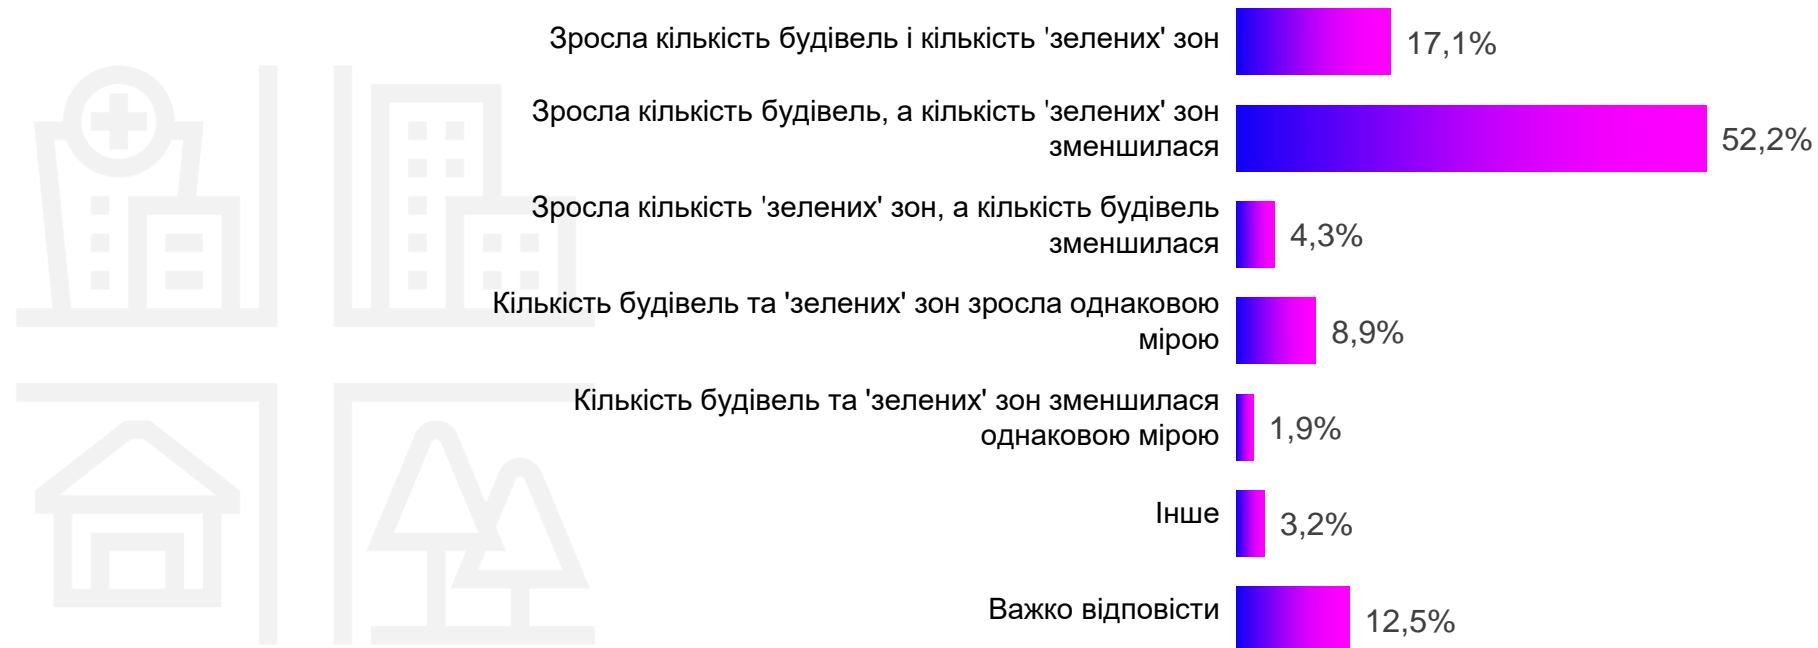 Зросла кількість будівель і кількість 'зелених' зон
17,1%
Зросла кількість будівель, а кількість 'зелених' зон
зменшилася
52,2%
Зросла кількість 'зелених' зон, а кількість будівель
зменшилася
4,3%
Кількість будівель та 'зелених' зон зросла однаковою
мірою
8,9%
Кількість будівель та 'зелених' зон зменшилася
однаковою мірою
1,9%
Інше
3,2%
Важко відповісти
12,5%